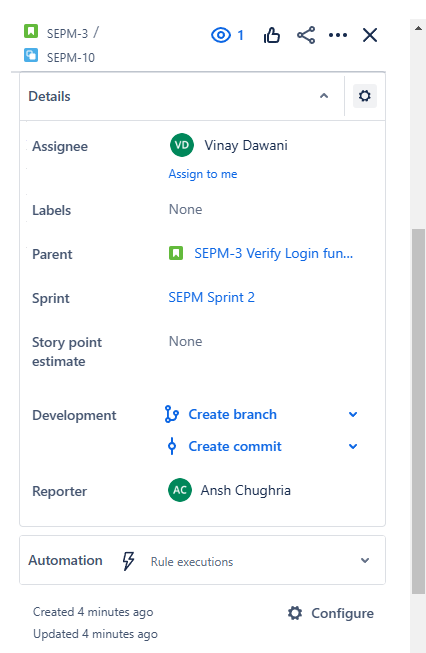 SEPM-3 /
1
SEPM-10
Details
Assignee
VD Vinay Dawani
Assign to me
Labels
None
Parent
SEPM-3 Verify Login fun...
Sprint
SEPM Sprint 2
Story point
estimate
None
Development
Create branch
Create commit
Reporter
AC Ansh Chughria
Automation
Rule executions
Created 4 minutes ago
Configure
Updated 4 minutes ago